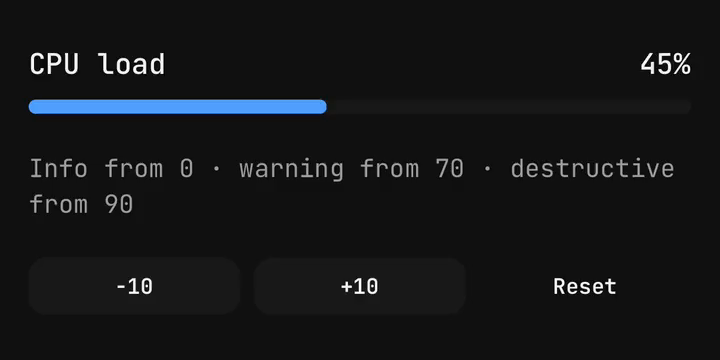 CPU load 45%
Info from 0 · warning from 70 · destructive
from 90
-10 +10 Reset